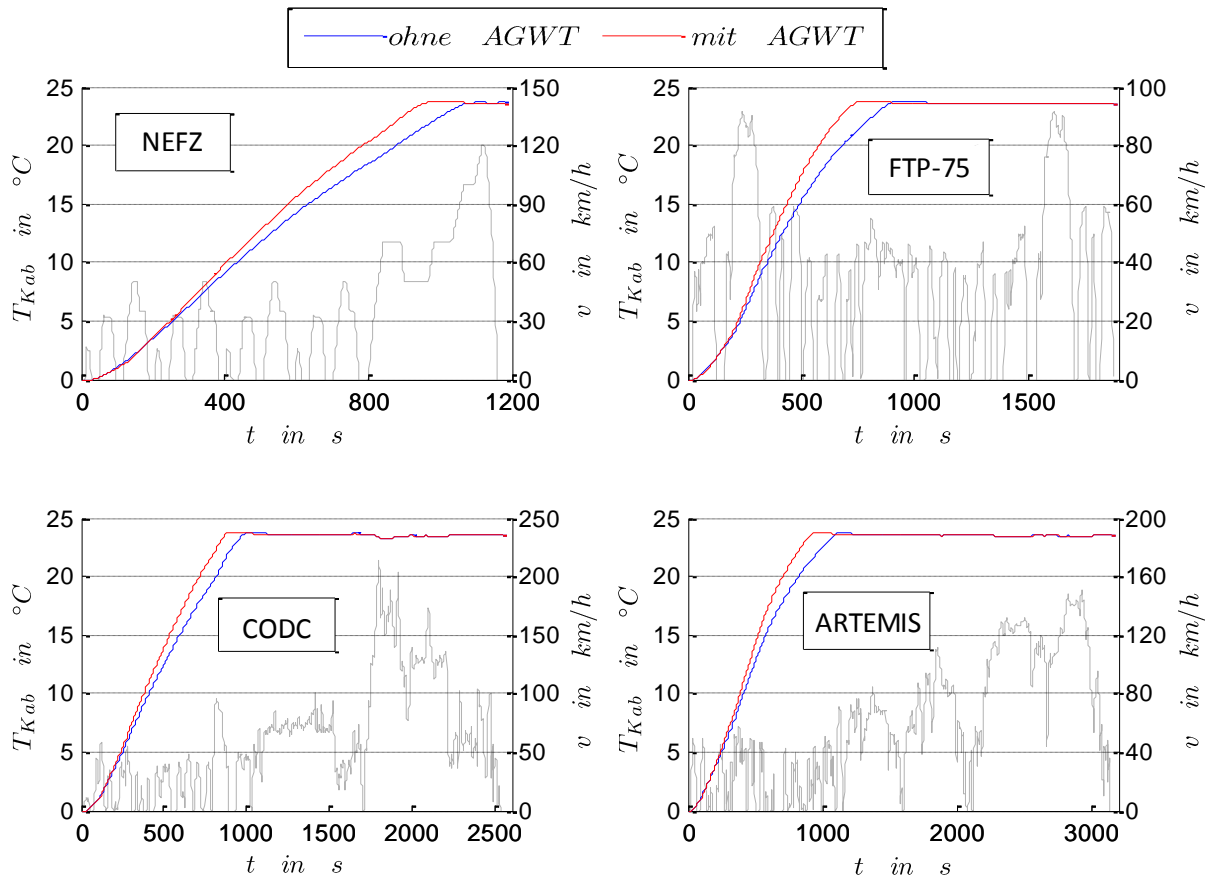 ohne AGWT mit AGWT
NEFZ
T_Kab in °C
25
20
15
10
5
0
150
120
90
60
30
0
v in km/h
0 400 800 1200
t in s
FTP-75
T_Kab in °C
25
20
15
10
5
0
100
80
60
40
20
0
v in km/h
0 500 1000 1500
t in s
CODC
T_Kab in °C
25
20
15
10
5
0
250
200
150
100
50
0
v in km/h
0 500 1000 1500 2000 2500
t in s
ARTEMIS
T_Kab in °C
25
20
15
10
5
0
200
160
120
80
40
0
v in km/h
0 1000 2000 3000
t in s